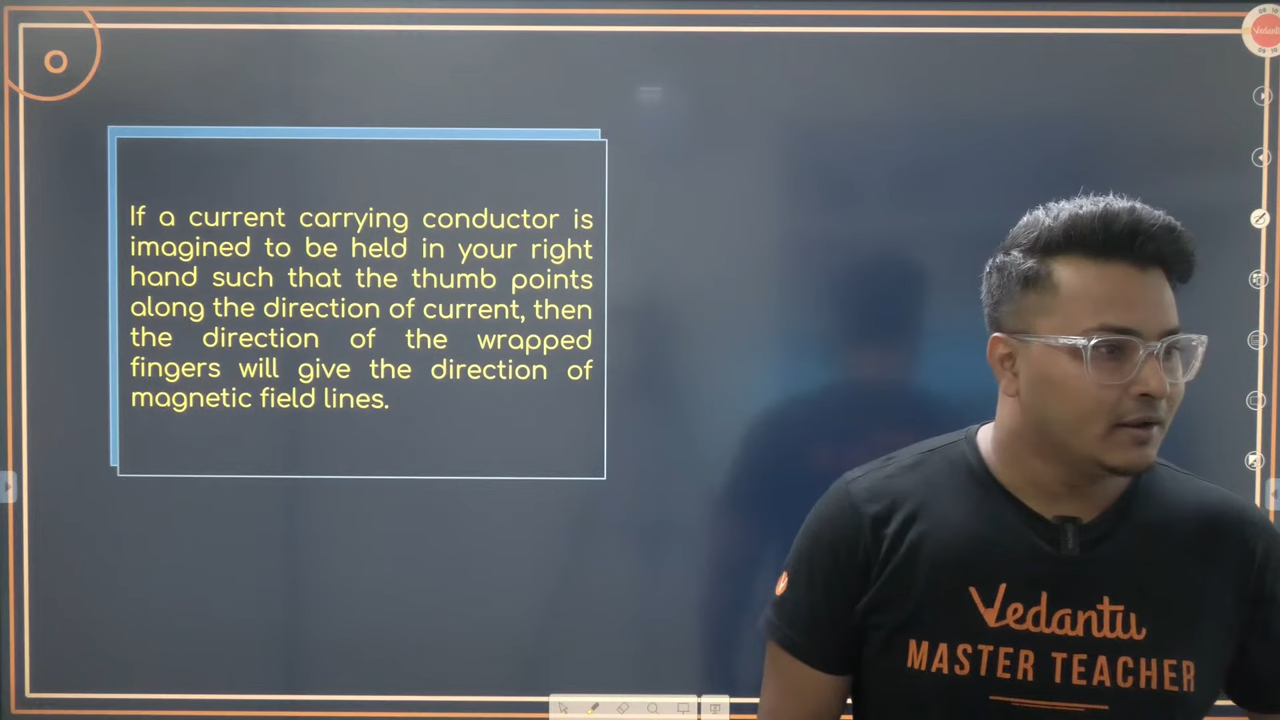 Vedantu
If a current carrying conductor is
imagined to be held in your right
hand such that the thumb points
along the direction of current, then
the direction of the wrapped
fingers will give the direction of
magnetic field lines.
Vedantu
MASTER TEACHER